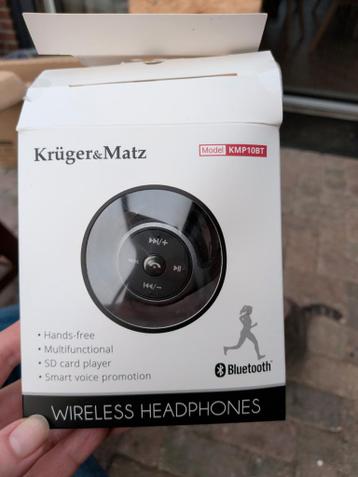 Krüger&Matz
Model KMP10BT
• Hands-free
• Multifunctional
• SD card player
• Smart voice promotion
Bluetooth®
WIRELESS HEADPHONES